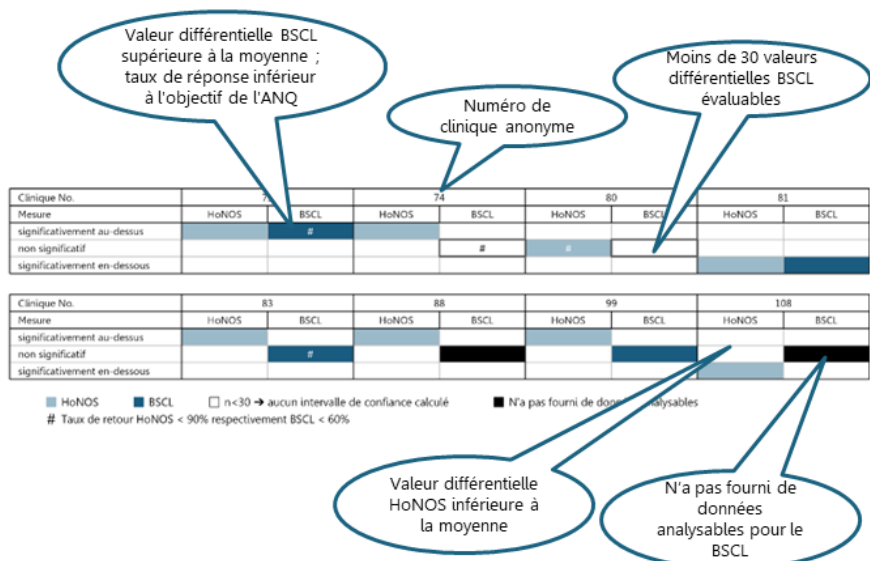 Valeur différentielle BSCL
supérieure à la moyenne ;
taux de réponse inférieur
à l'objectif de l'ANQ
Numéro de
clinique anonyme
Moins de 30 valeurs
différentielles BSCL
évaluables
Clinique No. 74 80 81
Mesure HoNOS BSCL HoNOS BSCL HoNOS BSCL HoNOS BSCL
significativement au-dessus #
non significatif # #
significativement en-dessous
Clinique No. 83 88 99 108
Mesure HoNOS BSCL HoNOS BSCL HoNOS BSCL HoNOS BSCL
significativement au-dessus
non significatif #
significativement en-dessous
HoNOS BSCL n<30 → aucun intervalle de confiance calculé N'a pas fourni de analysables
# Taux de retour HoNOS < 90% respectivement BSCL < 60%
Valeur différentielle
HoNOS inférieure à
la moyenne
N'a pas fourni de
données
analysables pour le
BSCL